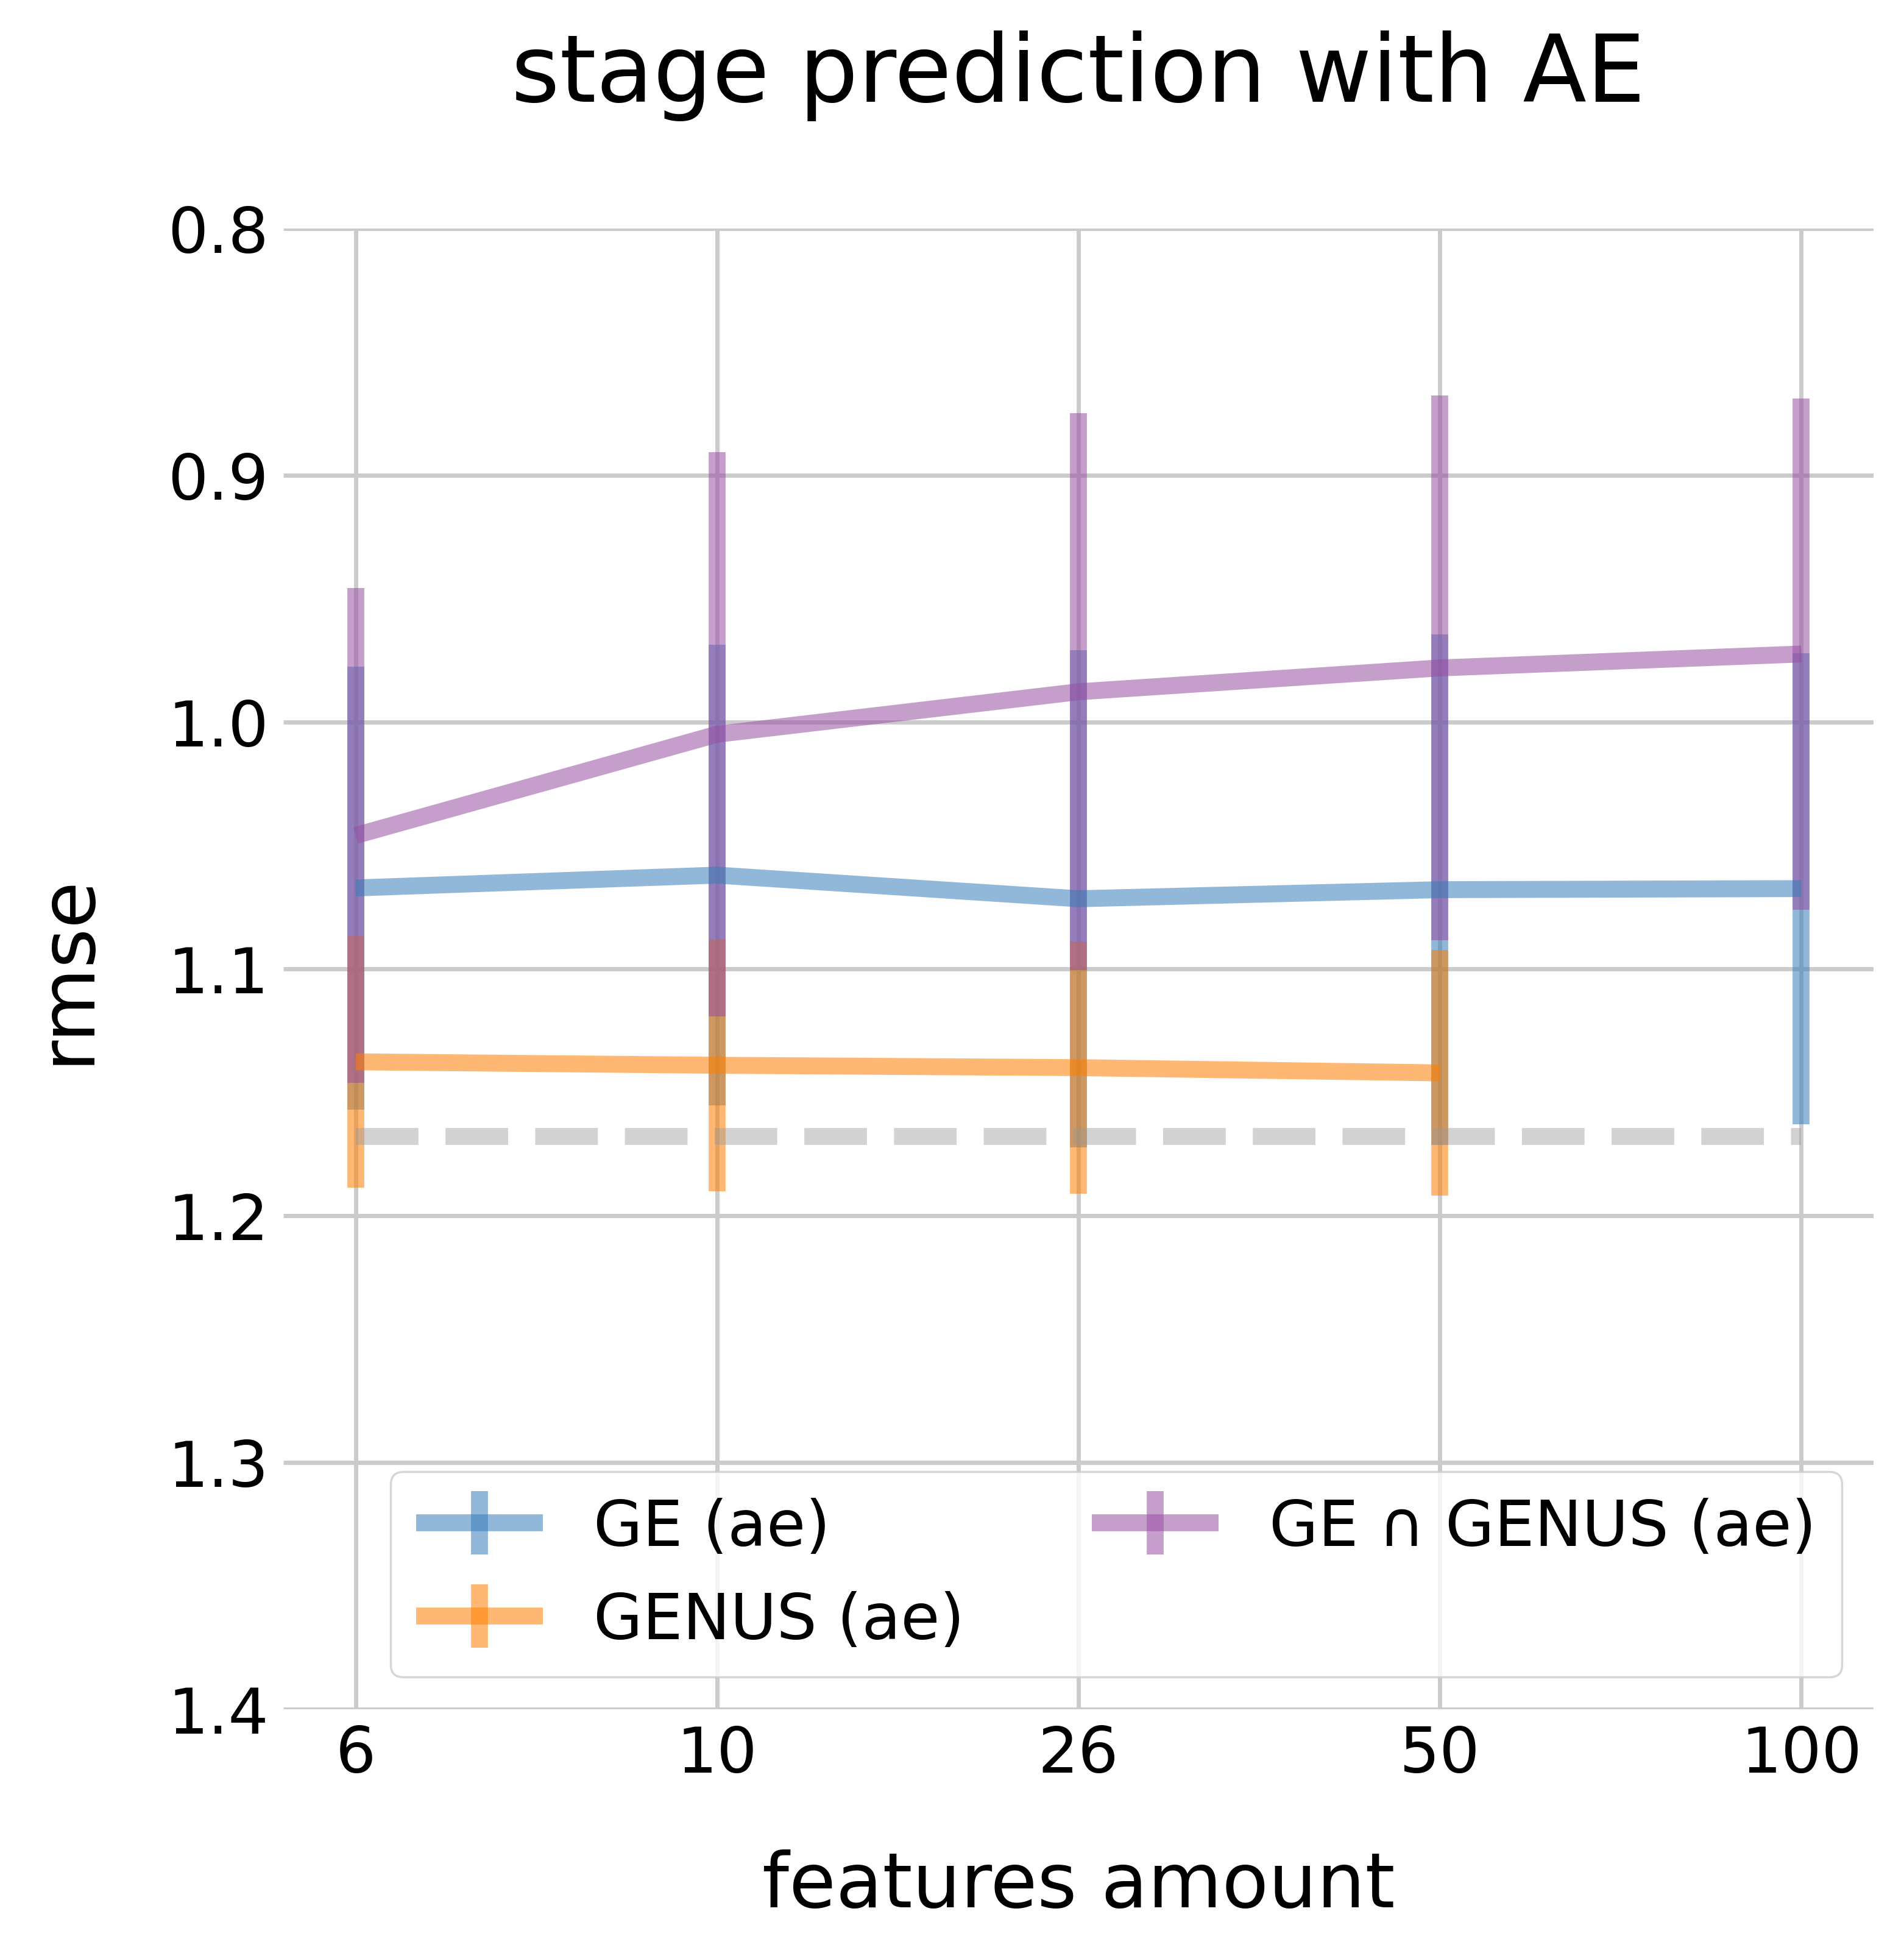 stage prediction with AE
0.8
0.9
1.0
1.1
1.2
1.3
1.4
rmse
GE (ae)
GENUS (ae)
GE ∩ GENUS (ae)
6 10 26 50 100
features amount